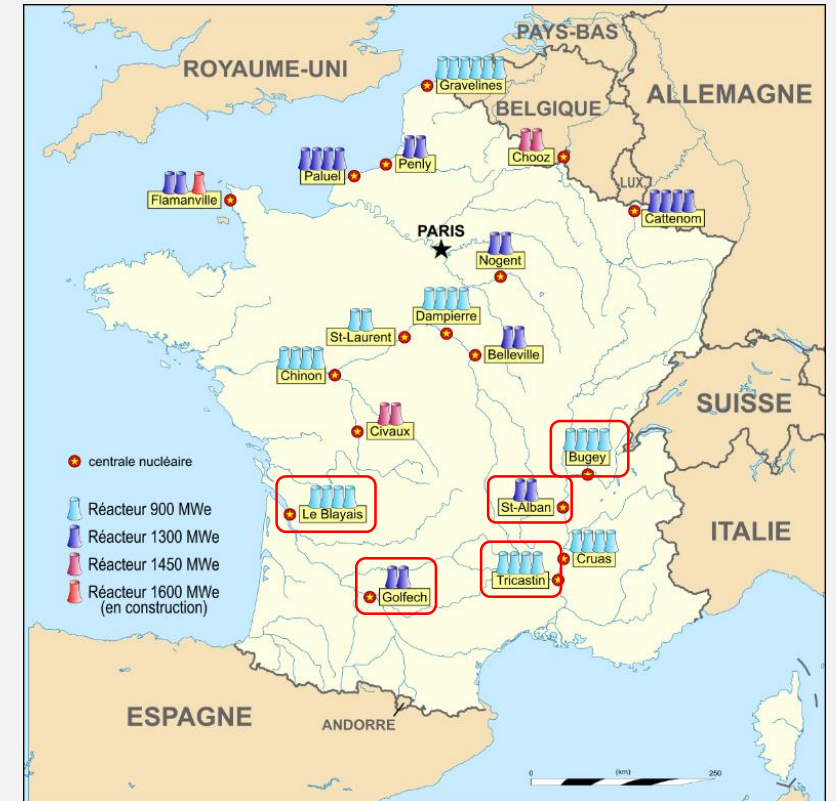 PAYS-BAS
ROYAUME-UNI
Gravelines
ALLEMAGNE
BELGIQUE
Chooz
Penly
Paluel
LUX.
Flamanville
Cattenom
PARIS
Nogent
Dampierre
St-Laurent
Belleville
Chinon
SUISSE
Civaux
Bugey
centrale nucléaire
Le Blayais
St-Alban
Réacteur 900 MWe
Réacteur 1300 MWe
ITALIE
Cruas
Réacteur 1450 MWe
Tricastin
Réacteur 1600 MWe
(en construction)
Golfech
ESPAGNE
ANDORRE
0 (km) 250